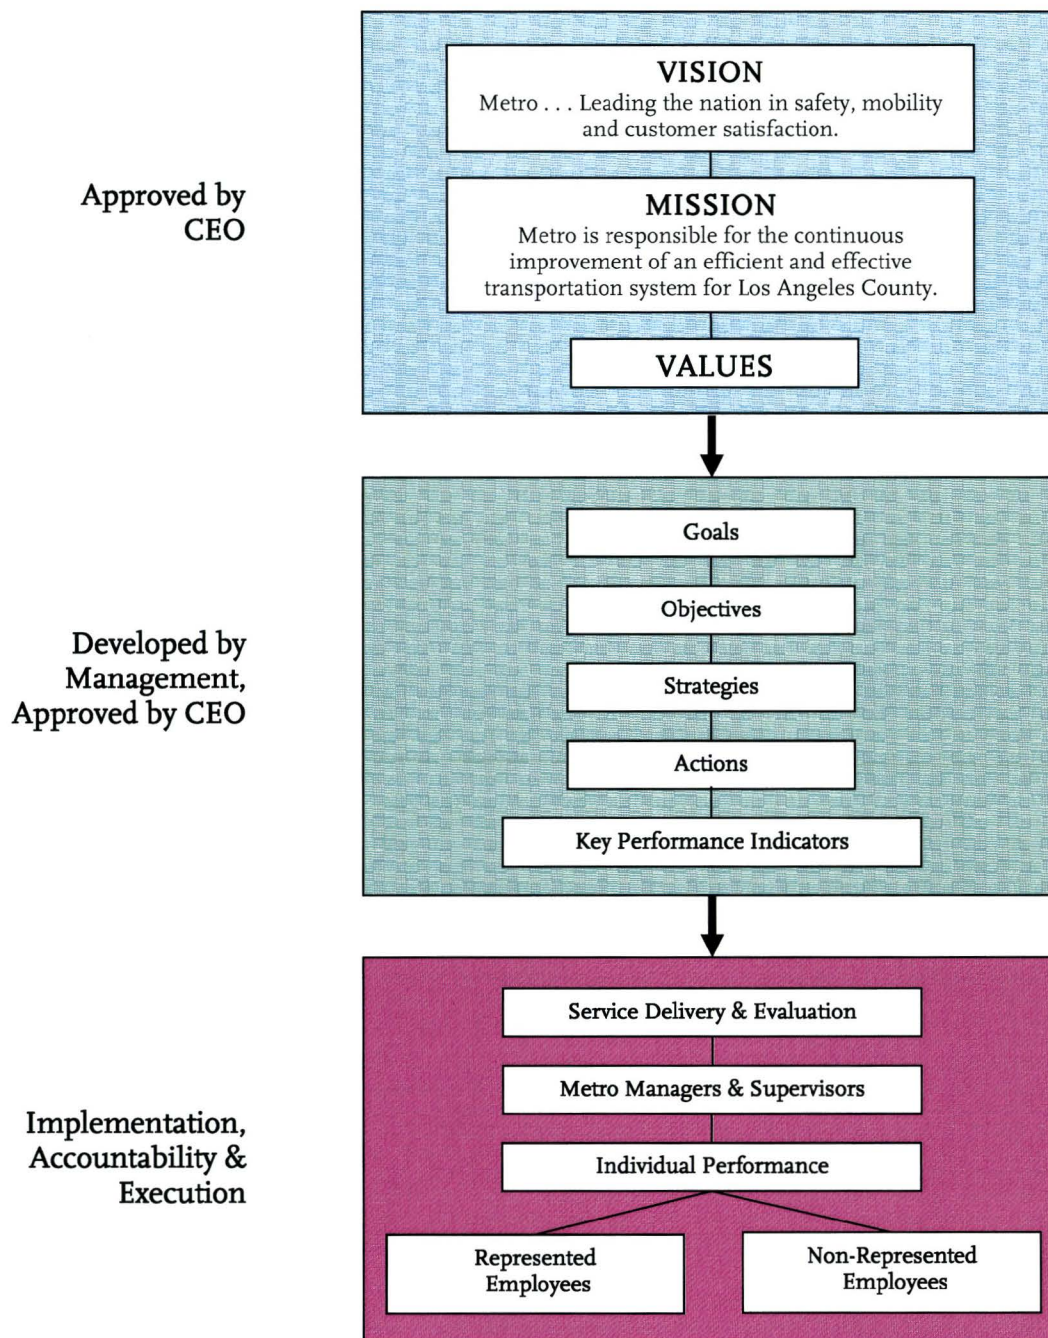 VISION
Metro . . . Leading the nation in safety, mobility
and customer satisfaction.
Approved by
CEO
MISSION
Metro is responsible for the continuous
improvement of an efficient and effective
transportation system for Los Angeles County.
VALUES
Developed by
Management,
Approved by CEO
Goals
Objectives
Strategies
Actions
Key Performance Indicators
Implementation,
Accountability &
Execution
Service Delivery & Evaluation
Metro Managers & Supervisors
Individual Performance
Represented
Employees
Non-Represented
Employees